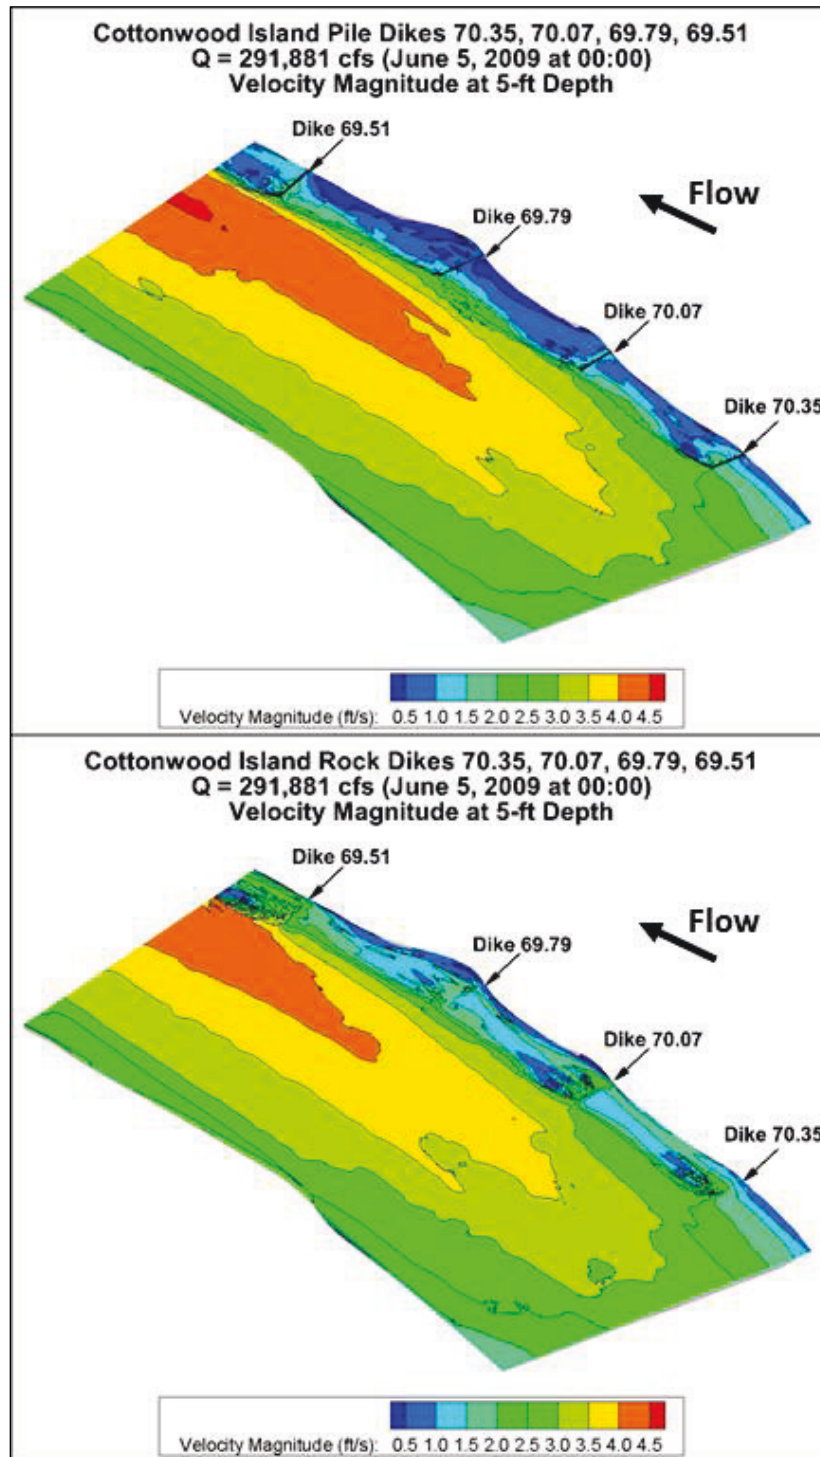 Cottonwood Island Pile Dikes 70.35, 70.07, 69.79, 69.51
Q = 291,881 cfs (June 5, 2009 at 00:00)
Velocity Magnitude at 5-ft Depth
Dike 69.51
Flow
Dike 69.79
Dike 70.07
Dike 70.35
Velocity Magnitude (ft/s): 0.5 1.0 1.5 2.0 2.5 3.0 3.5 4.0 4.5
Cottonwood Island Rock Dikes 70.35, 70.07, 69.79, 69.51
Q = 291,881 cfs (June 5, 2009 at 00:00)
Velocity Magnitude at 5-ft Depth
Dike 69.51
Flow
Dike 69.79
Dike 70.07
Dike 70.35
Velocity Magnitude (ft/s): 0.5 1.0 1.5 2.0 2.5 3.0 3.5 4.0 4.5